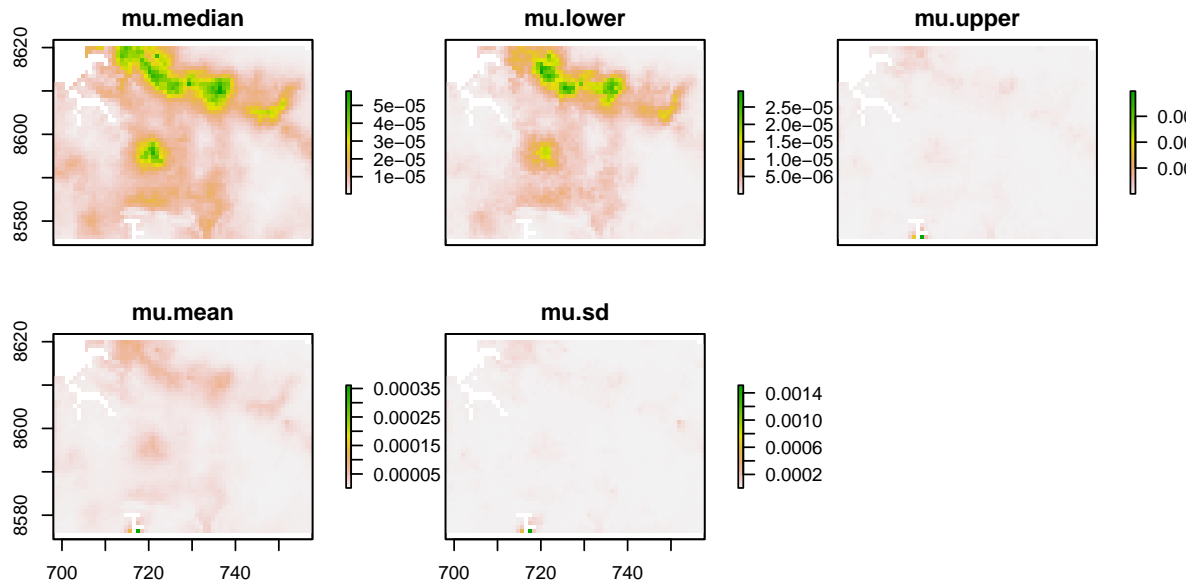 mu.median
mu.lower
mu.upper
8620
8600
8580
5e−05
4e−05
3e−05
2e−05
1e−05
2.5e−05
2.0e−05
1.5e−05
1.0e−05
5.0e−06
0.00
0.00
0.00
mu.mean
mu.sd
8620
8600
8580
0.00035
0.00025
0.00015
0.00005
0.0014
0.0010
0.0006
0.0002
700 720 740
700 720 740